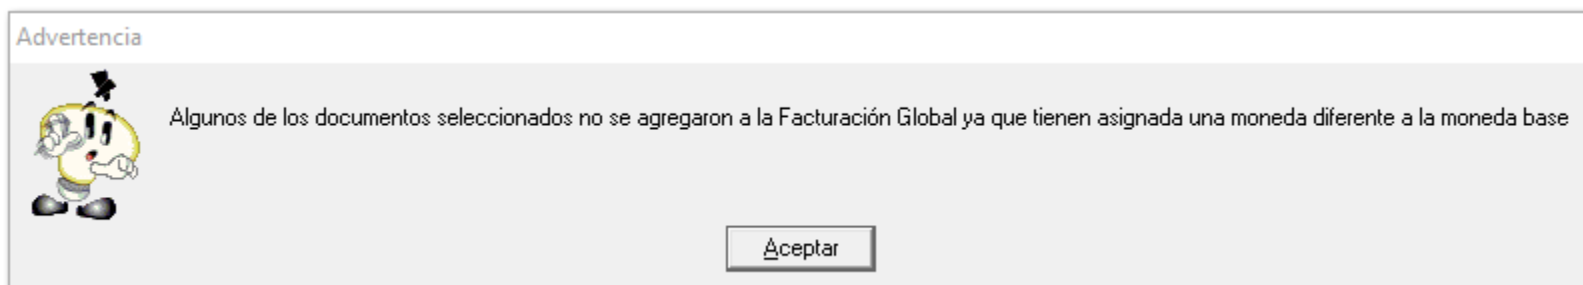 Advertencia
Algunos de los documentos seleccionados no se agregaron a la Facturación Global ya que tienen asignada una moneda diferente a la moneda base
Aceptar